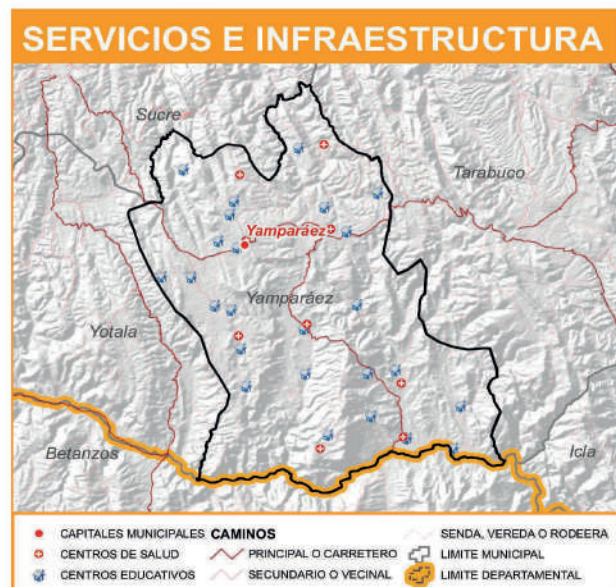 SERVICIOS E INFRAESTRUCTURA
Sucre
Tarabuco
Yamparáez
Yamparáez
Yotala
Betanzos
Icla
CAPITALES MUNICIPALES
CENTROS DE SALUD
CENTROS EDUCATIVOS
CAMINOS
PRINCIPAL O CARRETERO
SECUNDARIO O VECINAL
SENDA, VEREDA O RODEERA
LIMITE MUNICIPAL
LIMITE DEPARTAMENTAL